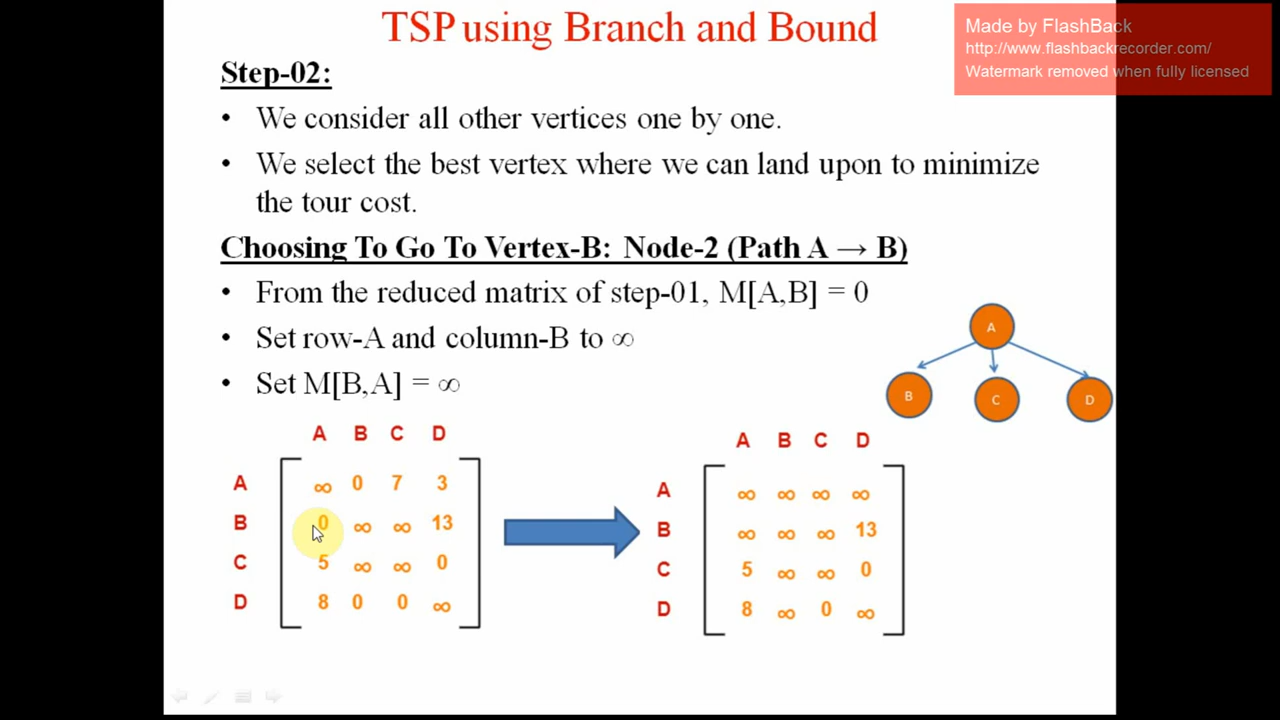 TSP using Branch and Bound
Made by FlashBack
http://www.flashbackrecorder.com/
Watermark removed when fully licensed
Step-02:
• We consider all other vertices one by one.
• We select the best vertex where we can land upon to minimize
the tour cost.
Choosing To Go To Vertex-B: Node-2 (Path A → B)
• From the reduced matrix of step-01, M[A,B] = 0
• Set row-A and column-B to ∞
• Set M[B,A] = ∞
A
B C D
A B C D
A ∞ 0 7 3
B 0 ∞ ∞ 13
C 5 ∞ ∞ 0
D 8 0 0 ∞
A B C D
A ∞ ∞ ∞ ∞
B ∞ ∞ ∞ 13
C 5 ∞ ∞ 0
D 8 ∞ 0 ∞